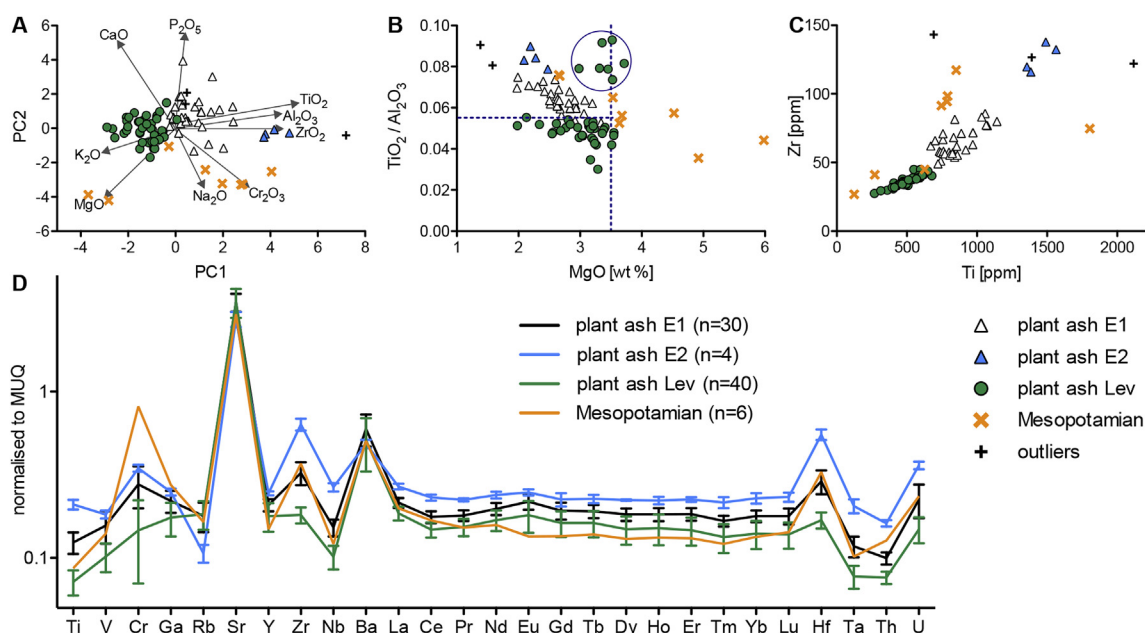 A
PC2
6
4
2
0
-2
-4
-6
-4
-2
0
2
4
6
8
PC1
CaO
P2O5
TiO2
Al2O3
ZrO2
K2O
MgO
Na2O
Cr2O3
B
TiO2 / Al2O3
0.10
0.08
0.06
0.04
0.02
0.00
1
2
3
4
5
6
MgO [wt %]
C
Zr [ppm]
150
100
50
0
0
500
1000
1500
2000
Ti [ppm]
D
normalised to MUQ
1
0.1
plant ash E1 (n=30)
plant ash E2 (n=4)
plant ash Lev (n=40)
Mesopotamian (n=6)
plant ash E1
plant ash E2
plant ash Lev
Mesopotamian
outliers
Ti V Cr Ga Rb Sr Y Zr Nb Ba La Ce Pr Nd Eu Gd Tb Dy Ho Er Tm Yb Lu Hf Ta Th U